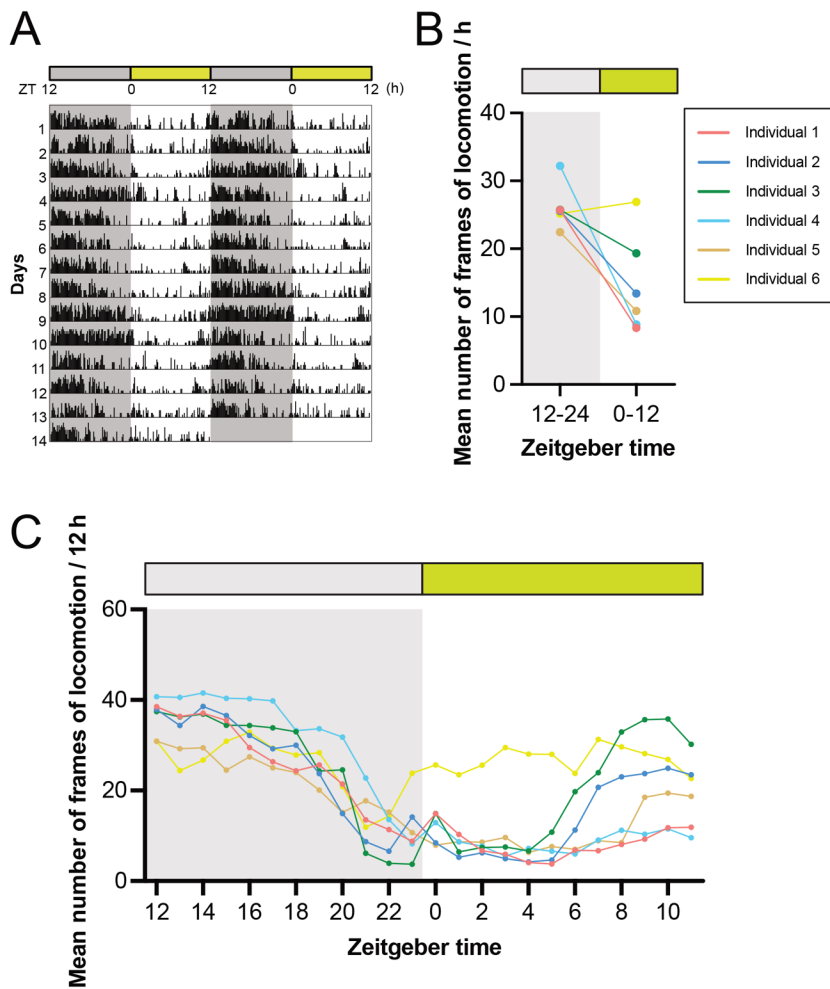 A
ZT 12 0 12 0 12 (h)
Days
1
2
3
4
5
6
7
8
9
10
11
12
13
14
B
Mean number of frames of locomotion / h
40
30
20
10
0
12-24 0-12
Zeitgeber time
Individual 1
Individual 2
Individual 3
Individual 4
Individual 5
Individual 6
C
Mean number of frames of locomotion / 12 h
60
40
20
0
12 14 16 18 20 22 0 2 4 6 8 10
Zeitgeber time